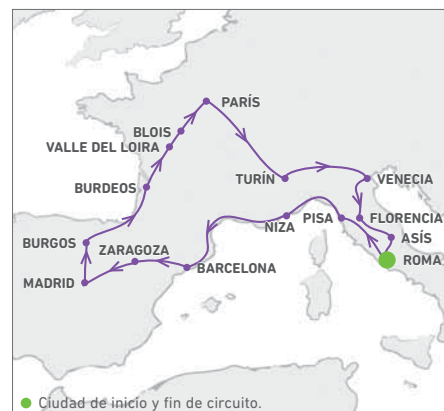 PARÍS
BLOIS
VALLE DEL LOIRA
TURÍN
VENECIA
BURDEOS
NIZA
PISA
FLORENCIA
ASÍS
BURGOS
ZARAGOZA
ROMA
BARCELONA
MADRID
Ciudad de inicio y fin de circuito.